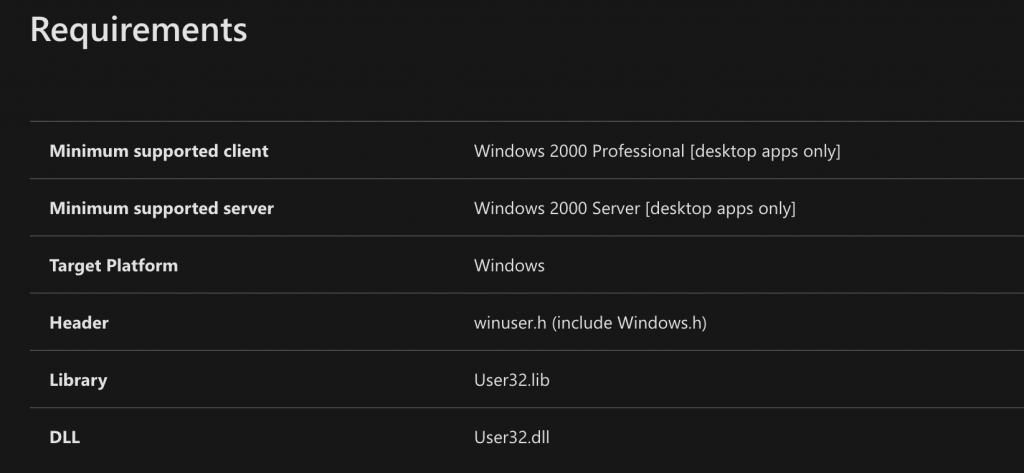 Requirements
Minimum supported client Windows 2000 Professional [desktop apps only]
Minimum supported server Windows 2000 Server [desktop apps only]
Target Platform Windows
Header winuser.h (include Windows.h)
Library User32.lib
DLL User32.dll